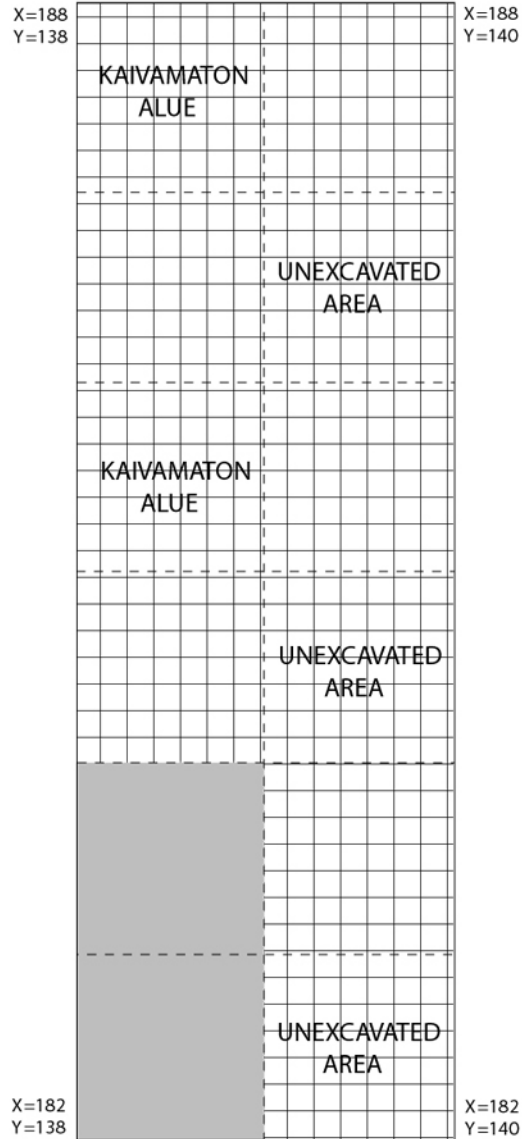 X=188
Y=138
X=188
Y=140
KAIVAMATON
ALUE
UNEXCAVATED
AREA
KAIVAMATON
ALUE
UNEXCAVATED
AREA
UNEXCAVATED
AREA
X=182
Y=138
X=182
Y=140